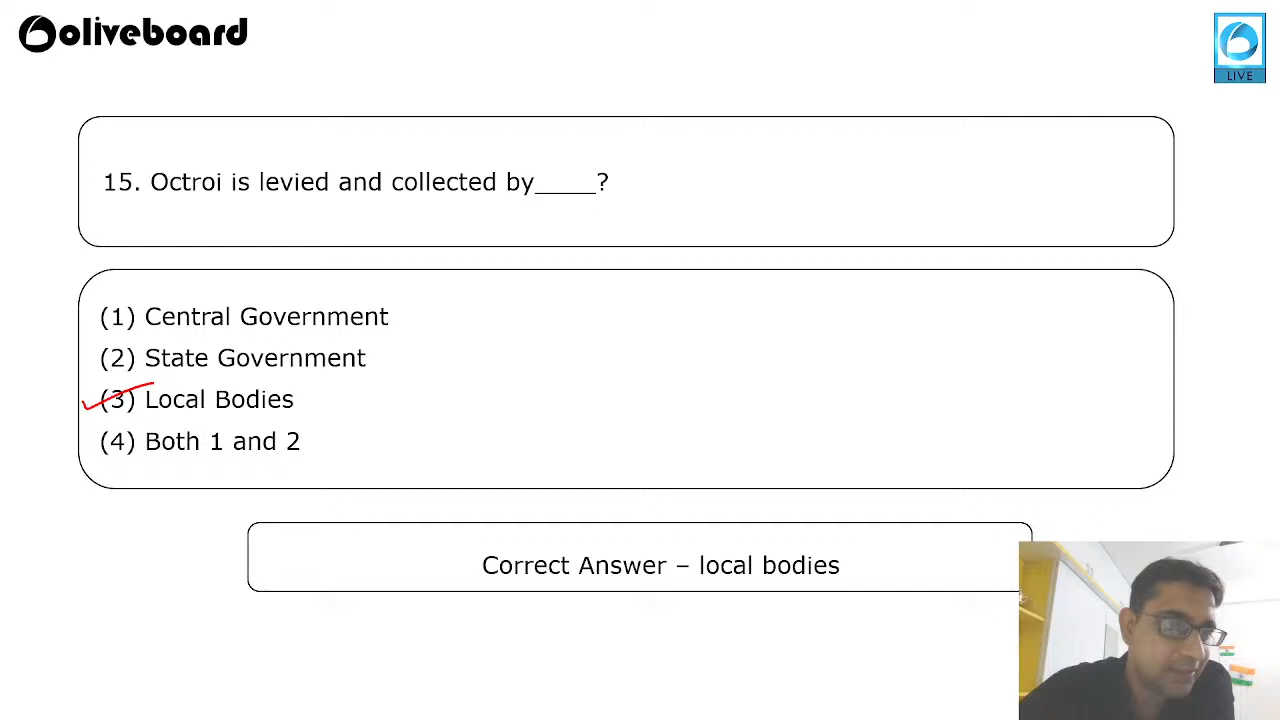 oliveboard
LIVE
15. Octroi is levied and collected by_____?
(1) Central Government
(2) State Government
(3) Local Bodies
(4) Both 1 and 2
Correct Answer – local bodies